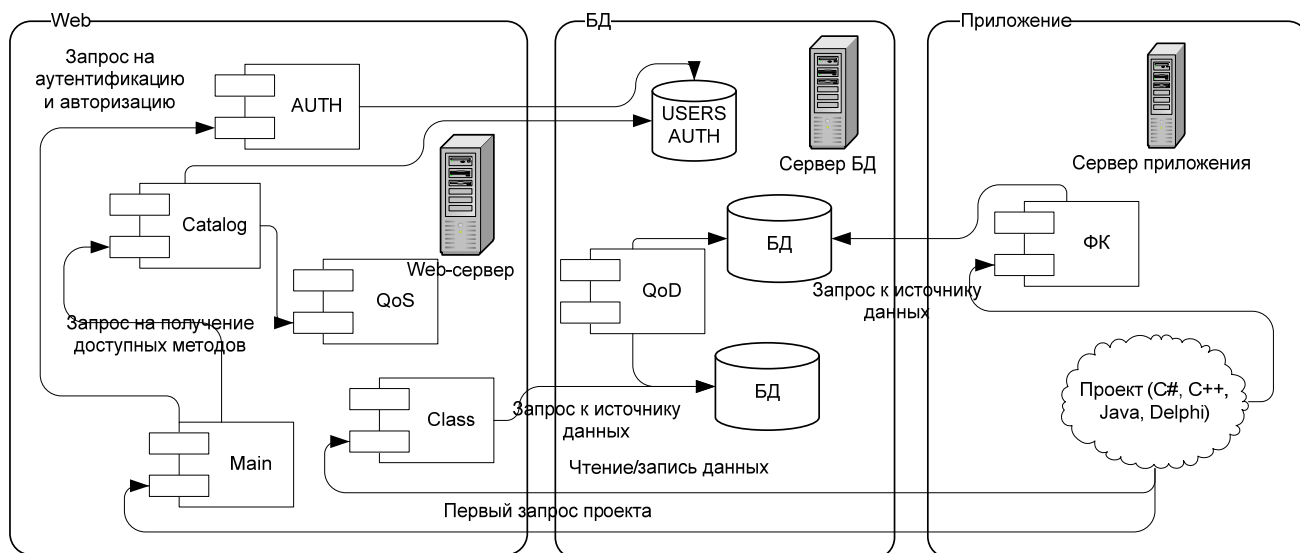 Web
БД
Приложение
Запрос на
аутентификацию
и авторизацию
AUTH
USERS
AUTH
Сервер БД
Сервер приложения
Catalog
Web-сервер
QoS
QoD
БД
ФК
Запрос к источнику
данных
Запрос на получение
доступных методов
Class
Запрос к источнику
данных
БД
Проект (C#, C++,
Java, Delphi)
Main
Чтение/запись данных
Первый запрос проекта